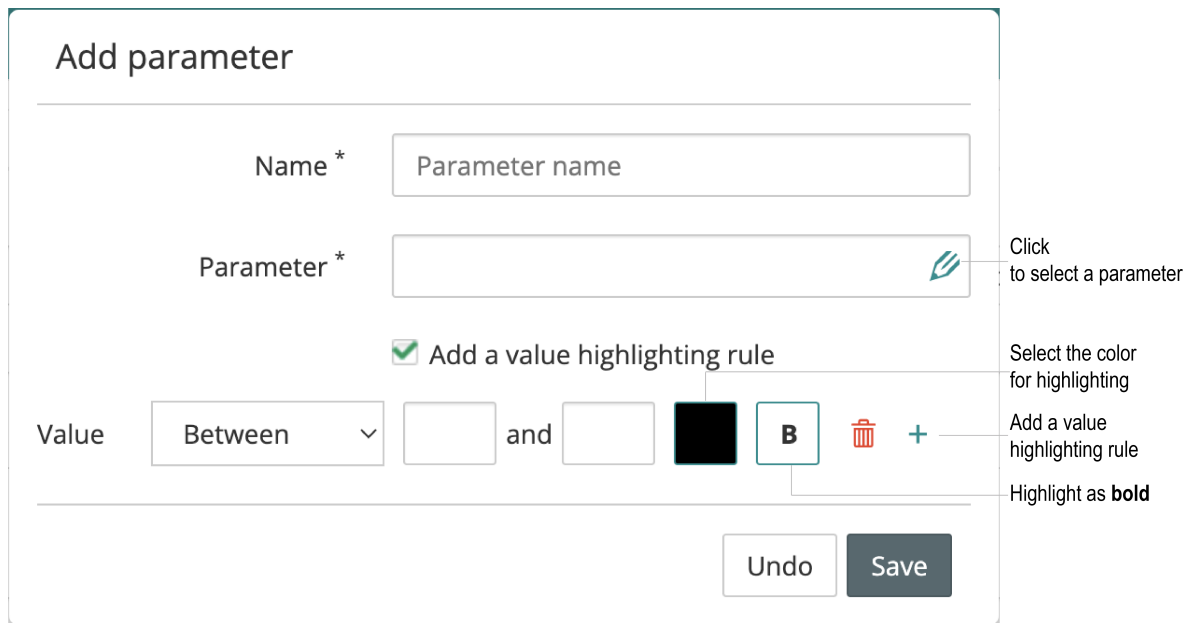 Add parameter
Name *
Parameter name
Parameter *
Click
to select a parameter
Add a value highlighting rule
Select the color
for highlighting
Value Between and B +
Add a value
highlighting rule
Highlight as bold
Undo Save